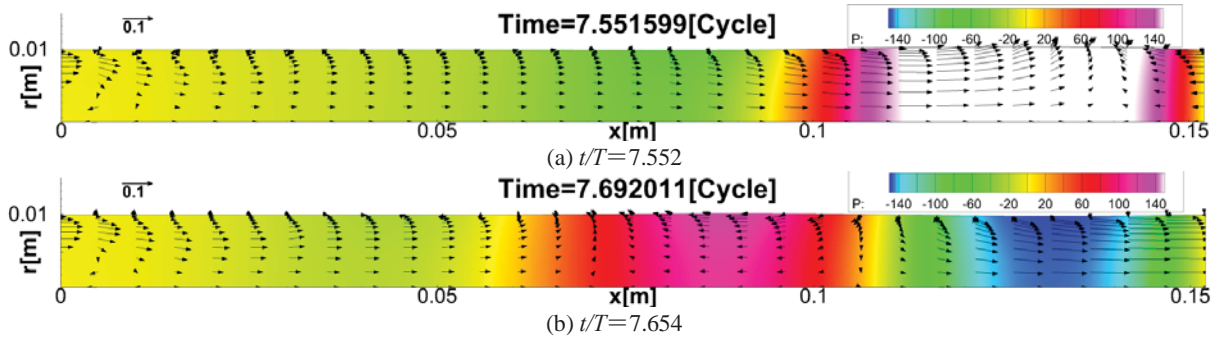 0.1
Time=7.551599[Cycle]
P: -140 -100 -60 -20 20 60 100 140
0.01
r[m]
0 0.05 x[m] 0.1 0.15
(a) t/T=7.552
0.1
Time=7.692011[Cycle]
P: -140 -100 -60 -20 20 60 100 140
0.01
r[m]
0 0.05 x[m] 0.1 0.15
(b) t/T=7.654